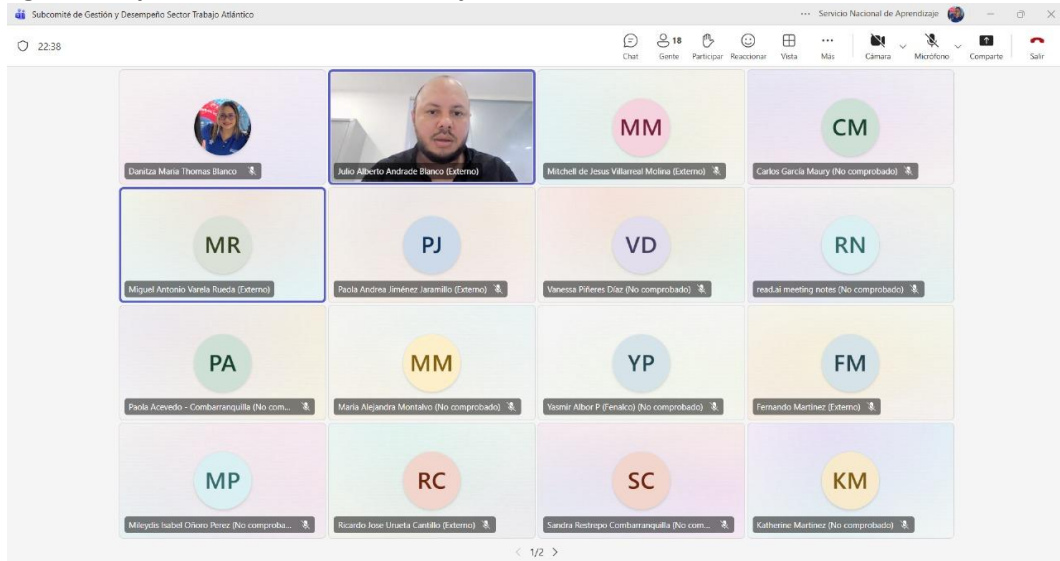 Subcomité de Gestión y Desempeño Sector Trabajo Atlántico
... Servicio Nacional de Aprendizaje
22:38
18
Chat Gente Participar Reaccionar Vista Más Cámara Micrófono Comparte Salir
Danitza Maria Thomas Blanco
Julio Alberto Andrade Blanco (Externo)
MM
Mitchell de Jesus Villarreal Molina (Externo)
CM
Carlos García Maury (No comprobado)
MR
Miguel Antonio Varela Rueda (Externo)
PJ
Paola Andrea Jiménez Jaramillo (Externo)
VD
Vanessa Piñeres Díaz (No comprobado)
RN
read.ai meeting notes (No comprobado)
PA
Paola Acevedo - Combarranquilla (No com...
MM
María Alejandra Montalvo (No comprobado)
YP
Yasmir Albor P (Fenalco) (No comprobado)
FM
Fernando Martinez (Externo)
MP
Mileydis Isabel Oñoro Perez (No comproba...
RC
Ricardo Jose Urueta Cantillo (Externo)
SC
Sandra Restrepo Combarranquilla (No com...
KM
Katherine Martinez (No comprobado)
1/2